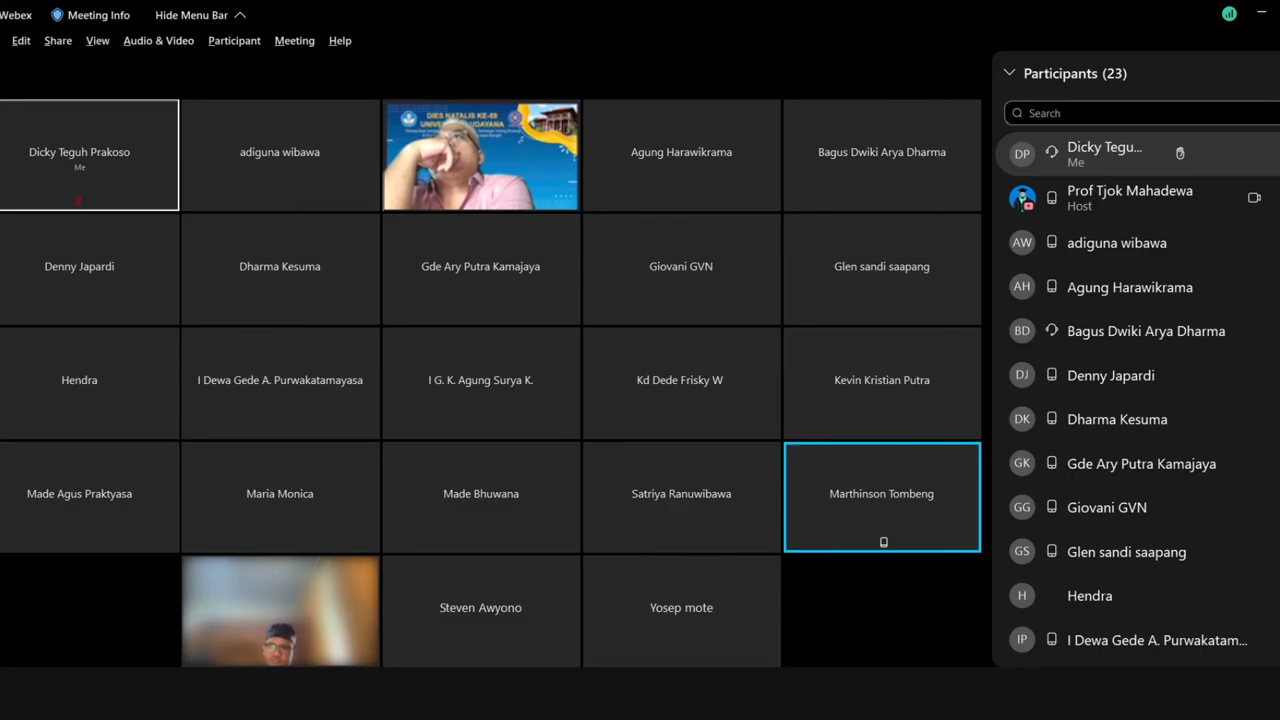 Webex
Meeting Info
Hide Menu Bar
Edit
Share
View
Audio & Video
Participant
Meeting
Help
Participants (23)
Search
Dicky Teguh Prakoso
Me
adiguna wibawa
DIES NATALIS KE-59
Agung Harawikrama
Bagus Dwiki Arya Dharma
Denny Japardi
Dharma Kesuma
Gde Ary Putra Kamajaya
Giovani GVN
Glen sandi saapang
Hendra
I Dewa Gede A. Purwakatamayasa
I G. K. Agung Surya K.
Kd Dede Frisky W
Kevin Kristian Putra
Made Agus Praktyasa
Maria Monica
Made Bhuwana
Satriya Ranuwibawa
Marthinson Tombeng
Steven Awyono
Yosep mote
DP
Dicky Tegu...
Me
Prof Tjok Mahadewa
Host
AW
adiguna wibawa
AH
Agung Harawikrama
BD
Bagus Dwiki Arya Dharma
DJ
Denny Japardi
DK
Dharma Kesuma
GK
Gde Ary Putra Kamajaya
GG
Giovani GVN
GS
Glen sandi saapang
H
Hendra
IP
I Dewa Gede A. Purwakatam...